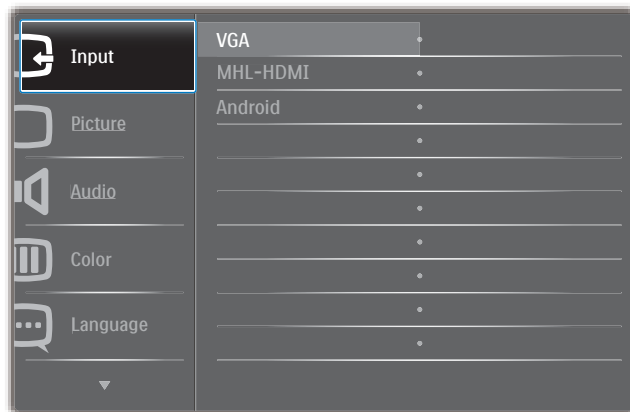 Input
Picture
Audio
Color
Language
VGA
MHL-HDMI
Android